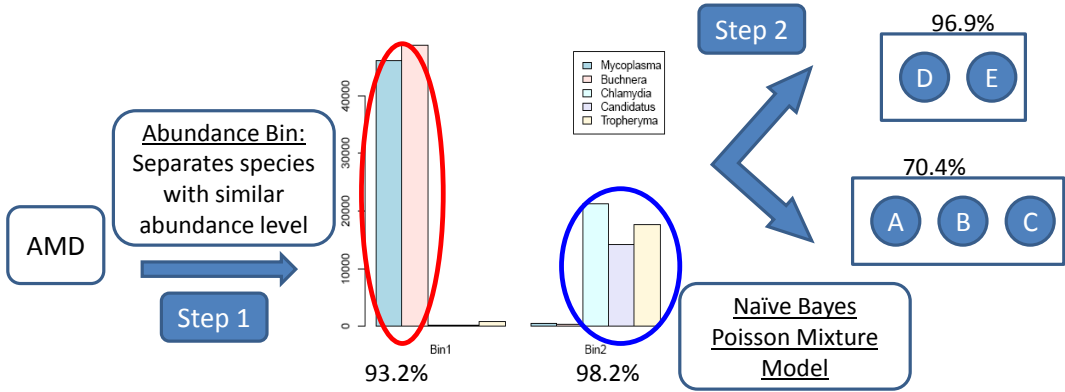 AMD
Abundance Bin:
Separates species
with similar
abundance level
Step 1
40000
30000
20000
10000
0
Bin1
Bin2
93.2%
98.2%
Mycoplasma
Buchnera
Chlamydia
Candidatus
Tropheryma
Step 2
96.9%
D E
70.4%
A B C
Naïve Bayes
Poisson Mixture
Model